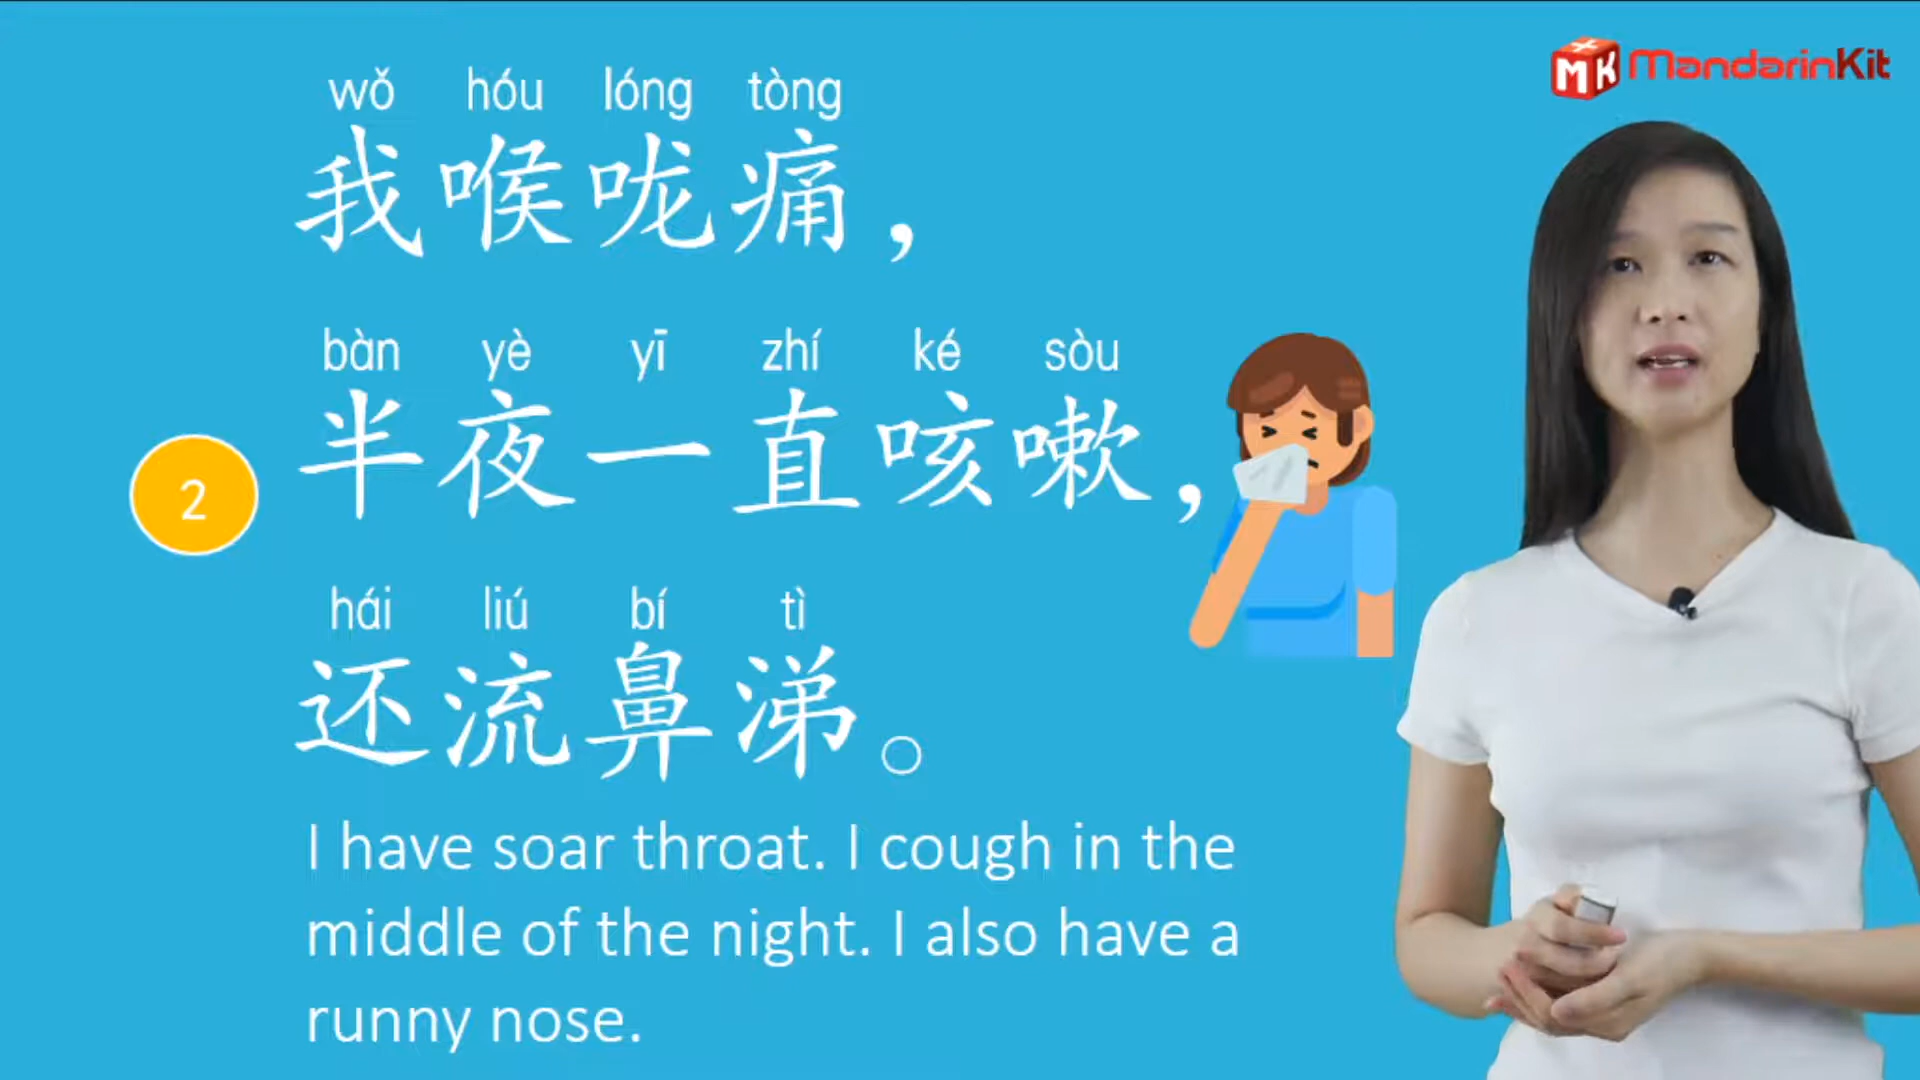 MK MandarinKit
wǒ hóu lóng tòng
我喉咙痛，
bàn yè yī zhí ké sòu
半夜一直咳嗽，
2
hái liú bí tì
还流鼻涕。
I have soar throat. I cough in the
middle of the night. I also have a
runny nose.